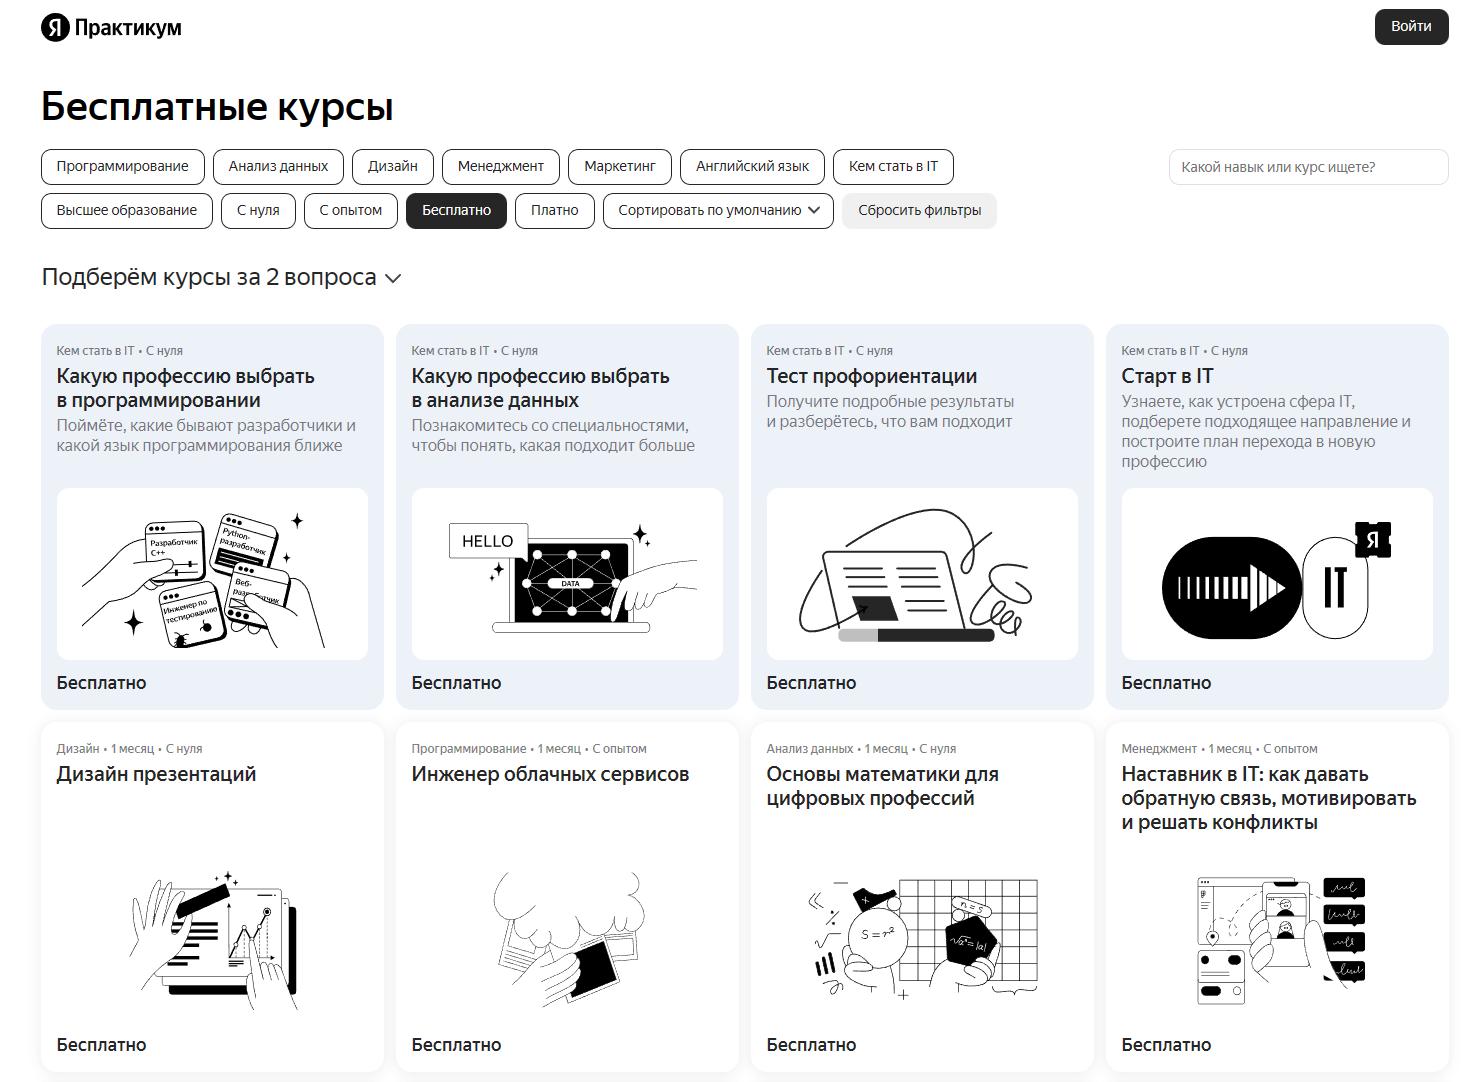 Я Практикум
Войти
Бесплатные курсы
Программирование
Анализ данных
Дизайн
Менеджмент
Маркетинг
Английский язык
Кем стать в IT
Какой навык или курс ищете?
Высшее образование
С нуля
С опытом
Бесплатно
Платно
Сортировать по умолчанию
Сбросить фильтры
Подберём курсы за 2 вопроса
Кем стать в IT • С нуля
Какую профессию выбрать
в программировании
Поймёте, какие бывают разработчики и
какой язык программирования ближе
Разработчик
C++
Python-
разработчик
Веб-
Инженер по
тестированию
Бесплатно
Кем стать в IT • С нуля
Какую профессию выбрать
в анализе данных
Познакомитесь со специальностями,
чтобы понять, какая подходит больше
HELLO
DATA
Бесплатно
Кем стать в IT • С нуля
Тест профориентации
Получите подробные результаты
и разберётесь, что вам подходит
Бесплатно
Кем стать в IT • С нуля
Старт в IT
Узнаете, как устроена сфера IT,
подберете подходящее направление и
построите план перехода в новую
профессию
Я
IT
Бесплатно
Дизайн • 1 месяц • С нуля
Дизайн презентаций
Бесплатно
Программирование • 1 месяц • С опытом
Инженер облачных сервисов
Бесплатно
Анализ данных • 1 месяц • С нуля
Основы математики для
цифровых профессий
n = 5
√a² = |a|
Бесплатно
Менеджмент • 1 месяц • С опытом
Наставник в IT: как давать
обратную связь, мотивировать
и решать конфликты
Бесплатно